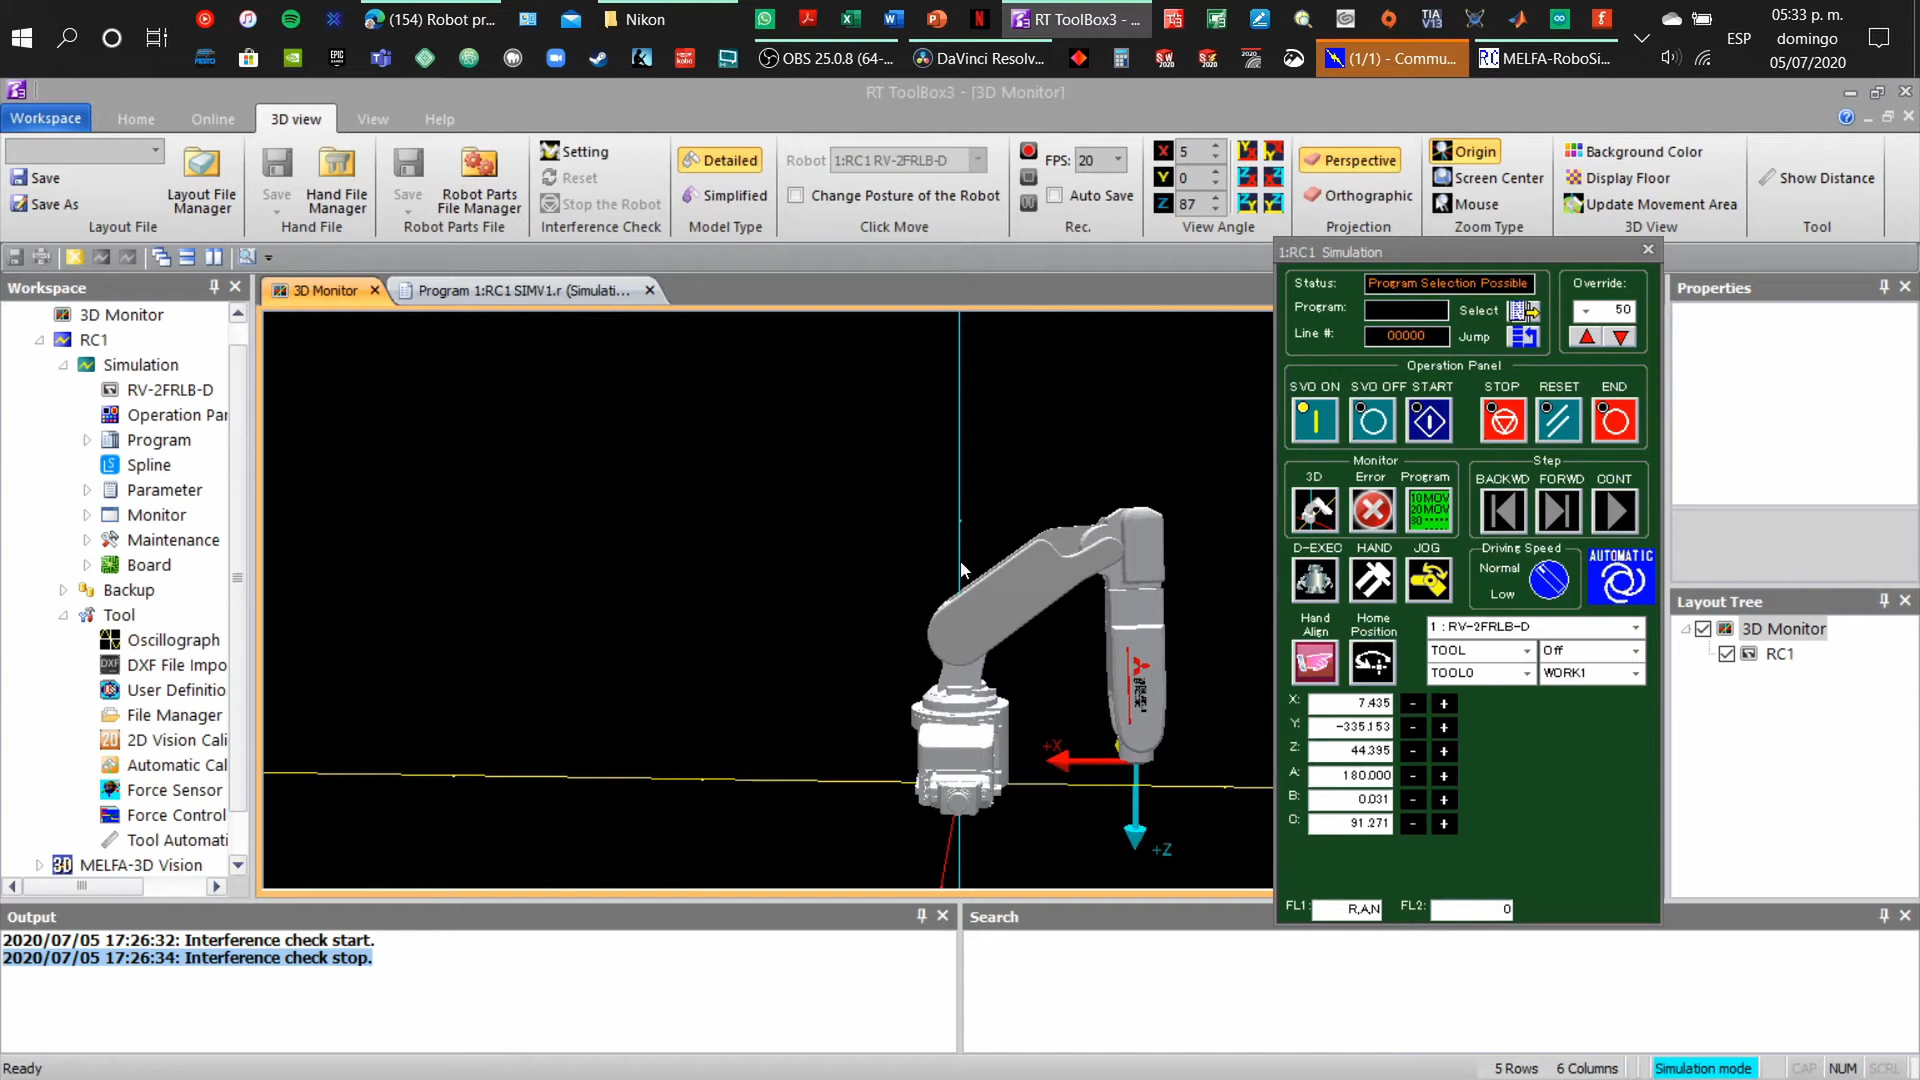 (154) Robot pr...
Nikon
RT ToolBox3 - ...
TIA
V13
05:33 p. m.
ESP
domingo
05/07/2020
OBS 25.0.8 (64-...
DaVinci Resolv...
(1/1) - Commu...
MELFA-RoboSi...
RT ToolBox3 - [3D Monitor]
Workspace
Home
Online
3D view
View
Help
Save
Save As
Layout File
Manager
Layout File
Save
Hand File
Manager
Hand File
Save
Robot Parts
File Manager
Robot Parts File
Setting
Reset
Stop the Robot
Interference Check
Detailed
Simplified
Model Type
Robot 1:RC1 RV-2FRLB-D
Change Posture of the Robot
Click Move
FPS: 20
Auto Save
Rec.
X 5
Y 0
Z 87
View Angle
Perspective
Orthographic
Projection
Origin
Screen Center
Mouse
Zoom Type
Background Color
Display Floor
Update Movement Area
3D View
Show Distance
Tool
Workspace
3D Monitor
RC1
Simulation
RV-2FRLB-D
Operation Par
Program
Spline
Parameter
Monitor
Maintenance
Board
Backup
Tool
Oscillograph
DXF File Impo
User Definitio
File Manager
2D Vision Cali
Automatic Cal
Force Sensor
Force Control
Tool Automati
MELFA-3D Vision
3D Monitor
Program 1:RC1 SIMV1.r (Simulati...
+X
+Z
1:RC1 Simulation
Status: Program Selection Possible
Program: Select
Line #: 00000 Jump
Override:
50
Operation Panel
SVO ON SVO OFF START STOP RESET END
Monitor
3D Error Program
10MOV
20MOV
Step
BACKWD FORWD CONT
D-EXEC HAND JOG
Driving Speed
Normal
Low
AUTOMATIC
Hand
Align
Home
Position
1 : RV-2FRLB-D
TOOL Off
TOOL0 WORK1
X: 7.435 - +
Y: -335.153 - +
Z: 44.395 - +
A: 180.000 - +
B: 0.031 - +
C: 91.271 - +
FL1: R,A,N FL2: 0
Properties
Layout Tree
3D Monitor
RC1
Output
2020/07/05 17:26:32: Interference check start.
2020/07/05 17:26:34: Interference check stop.
Search
Ready
5 Rows 6 Columns Simulation mode CAP NUM SCRL